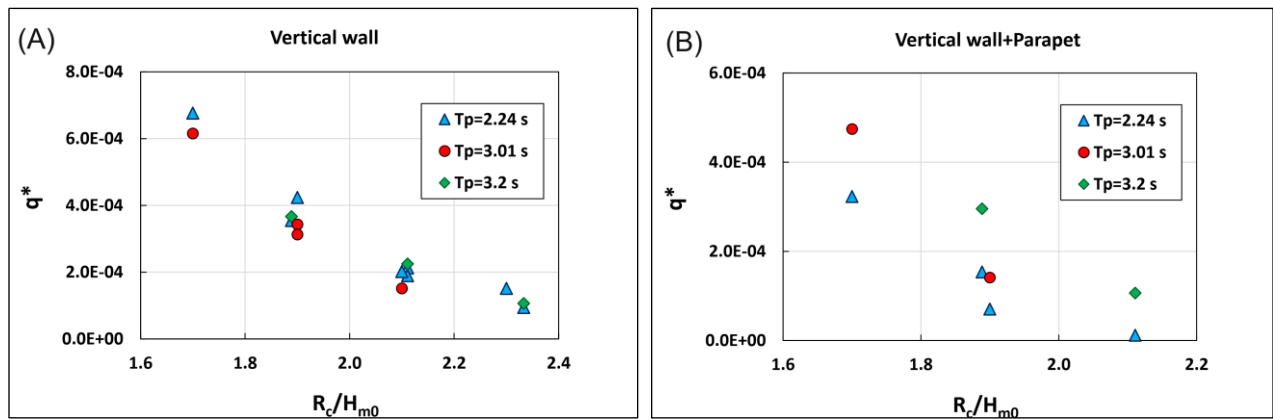 (A)
Vertical wall
8.0E-04
6.0E-04
4.0E-04
2.0E-04
0.0E+00
q*
Tp=2.24 s
Tp=3.01 s
Tp=3.2 s
1.6 1.8 2.0 2.2 2.4
Rc/Hm0
(B)
Vertical wall+Parapet
6.0E-04
4.0E-04
2.0E-04
0.0E+00
q*
Tp=2.24 s
Tp=3.01 s
Tp=3.2 s
1.6 1.8 2.0 2.2
Rc/Hm0